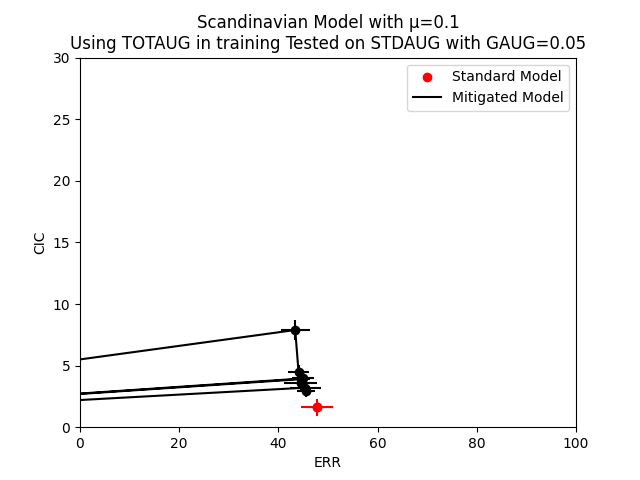 Scandinavian Model with μ=0.1
Using TOTAUG in training Tested on STDAUG with GAUG=0.05
Standard Model
Mitigated Model
CIC
30
25
20
15
10
5
0
0 20 40 60 80 100
ERR